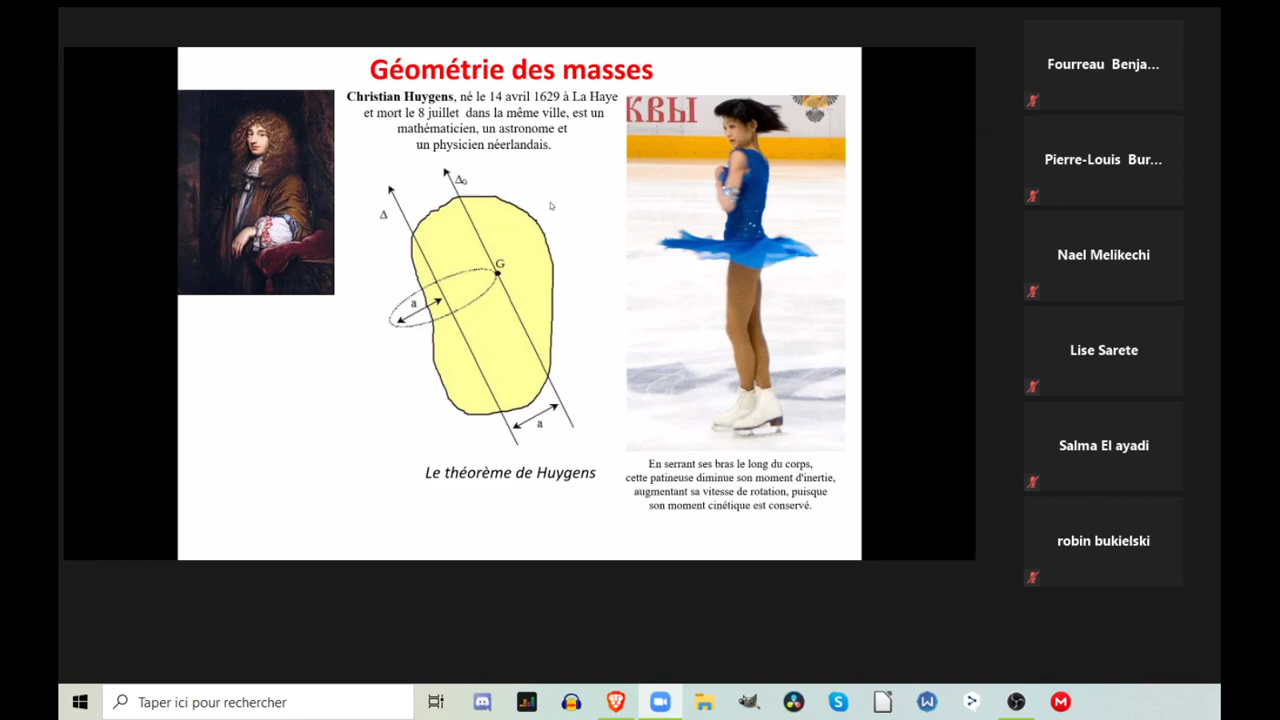 Géométrie des masses
Christian Huygens, né le 14 avril 1629 à La Haye
et mort le 8 juillet dans la même ville, est un
mathématicien, un astronome et
un physicien néerlandais.
КВЫ
Δ
ΔG
G
a
a
Le théorème de Huygens
En serrant ses bras le long du corps,
cette patineuse diminue son moment d'inertie,
augmentant sa vitesse de rotation, puisque
son moment cinétique est conservé.
Fourreau Benja...
Pierre-Louis Bur...
Nael Melikechi
Lise Sarete
Salma El ayadi
robin bukielski
Taper ici pour rechercher